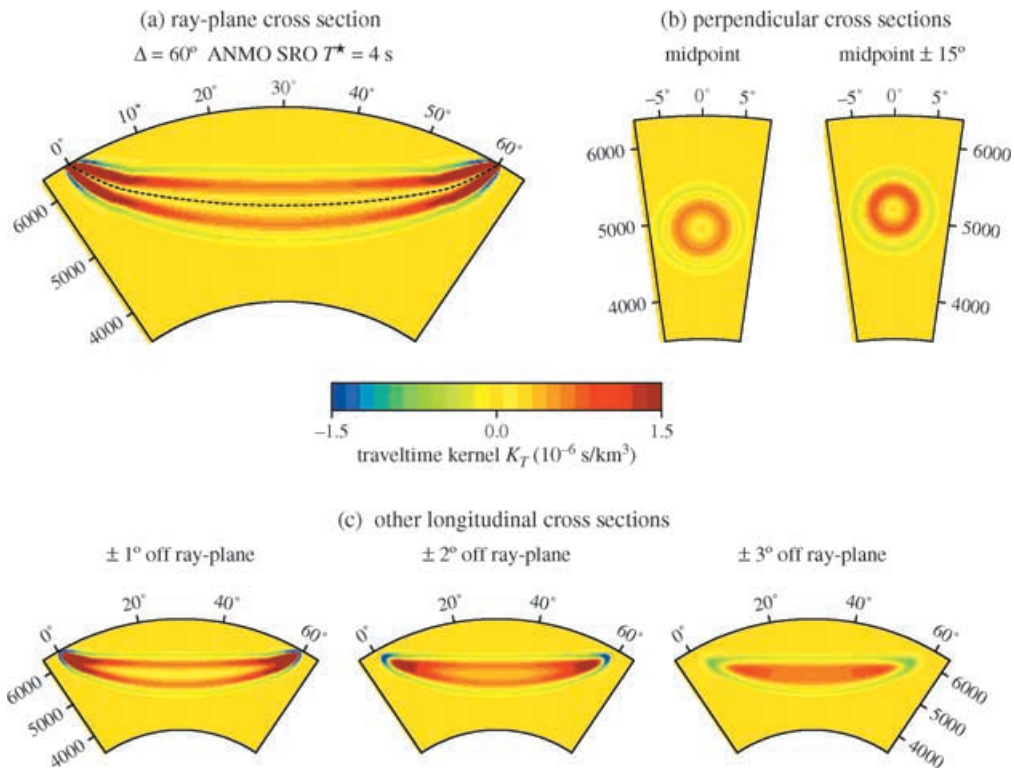 (a) ray-plane cross section
Δ = 60° ANMO SRO T★ = 4 s
0° 10° 20° 30° 40° 50° 60°
6000
5000
4000
(b) perpendicular cross sections
midpoint
midpoint ± 15°
−5° 0° 5°
−5° 0° 5°
6000
5000
4000
6000
5000
4000
−1.5 0.0 1.5
traveltime kernel K_T (10⁻⁶ s/km³)
(c) other longitudinal cross sections
± 1° off ray-plane
± 2° off ray-plane
± 3° off ray-plane
0° 20° 40° 60°
0° 20° 40° 60°
0° 20° 40° 60°
6000
5000
4000
6000
5000
4000